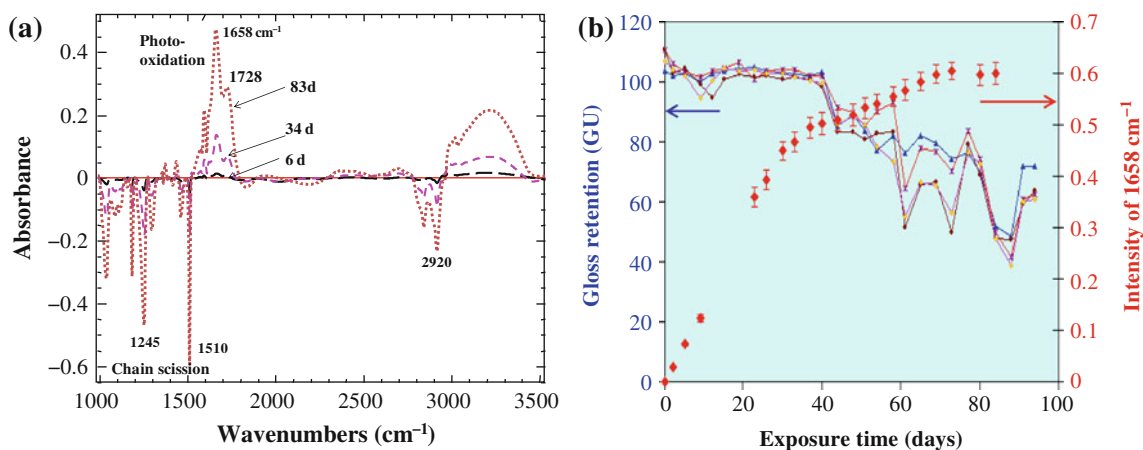 (a)
Photo-
oxidation
1658 cm⁻¹
1728
83d
34 d
6 d
2920
1245
1510
Chain scission
0.4
0.2
0
−0.2
−0.4
−0.6
Absorbance
1000 1500 2000 2500 3000 3500
Wavenumbers (cm⁻¹)
(b)
120
100
80
60
40
20
0
Gloss retention (GU)
0 20 40 60 80 100
Exposure time (days)
0.7
0.6
0.5
0.4
0.3
0.2
0.1
0
Intensity of 1658 cm⁻¹